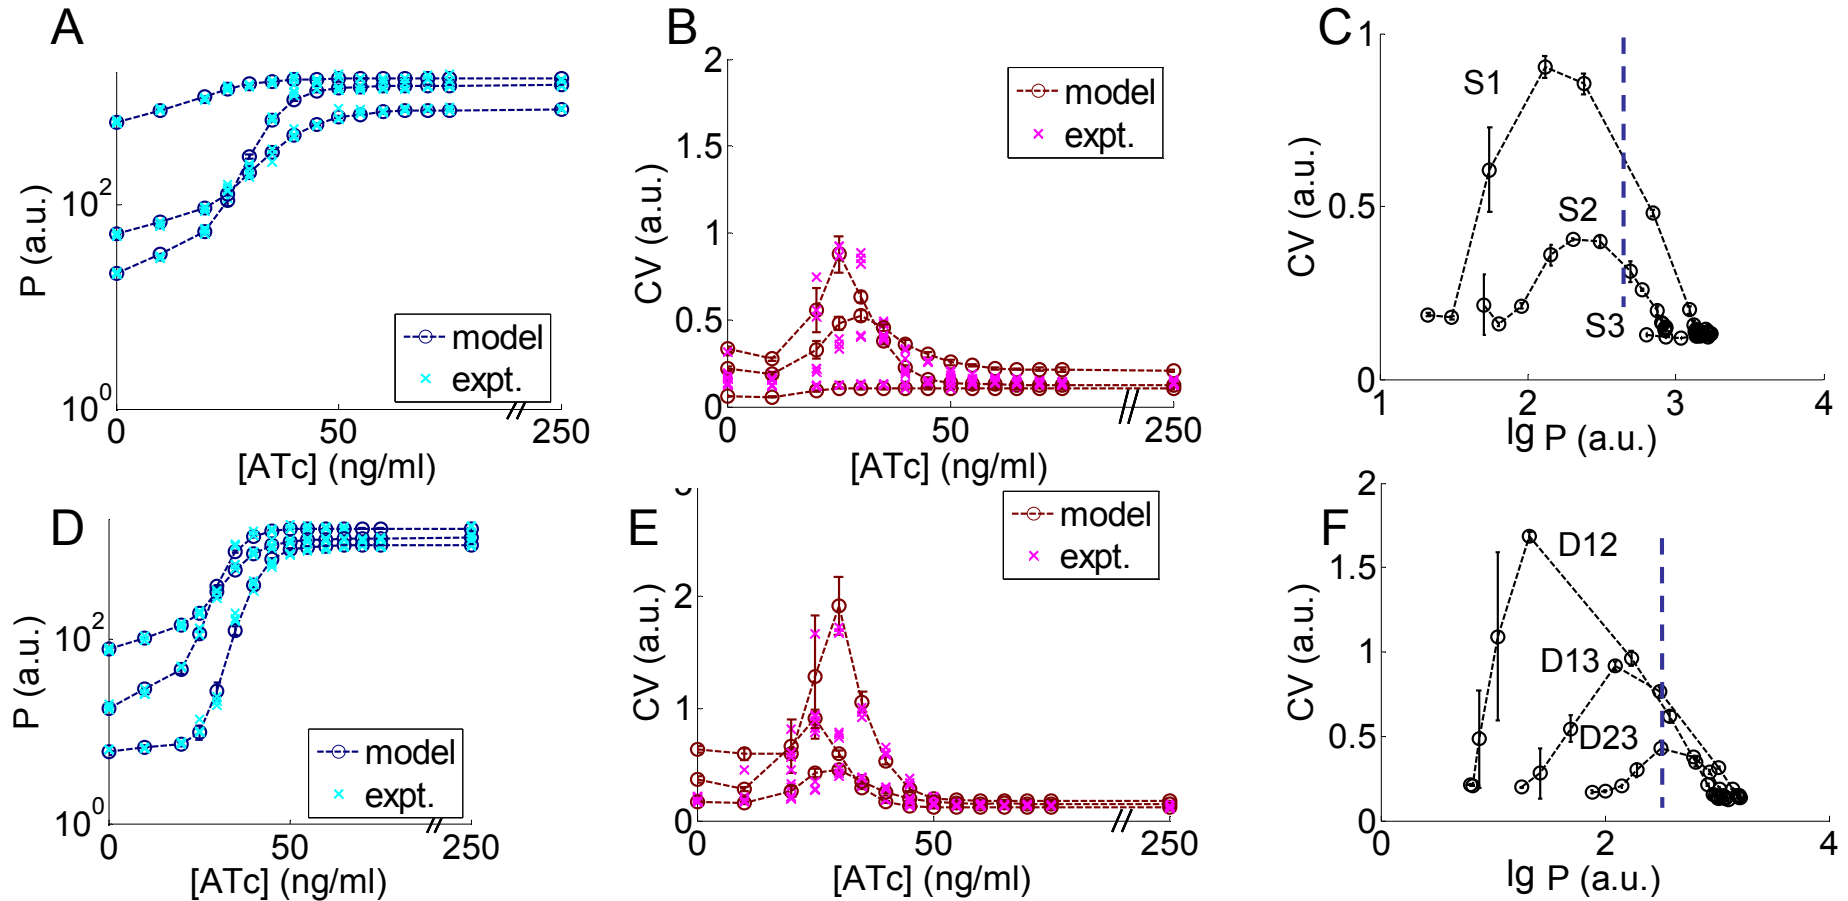 A
P (a.u.)
10^2
10^0
0
50
250
[ATc] (ng/ml)
model
expt.
B
CV (a.u.)
2
1.5
1
0.5
0
0
50
250
[ATc] (ng/ml)
model
expt.
C
CV (a.u.)
1
0.5
0
1
2
3
4
lg P (a.u.)
S1
S2
S3
D
P (a.u.)
10^2
10^0
0
50
250
[ATc] (ng/ml)
model
expt.
E
CV (a.u.)
2
1
0
0
50
250
[ATc] (ng/ml)
model
expt.
F
CV (a.u.)
2
1.5
1
0.5
0
0
2
4
lg P (a.u.)
D12
D13
D23